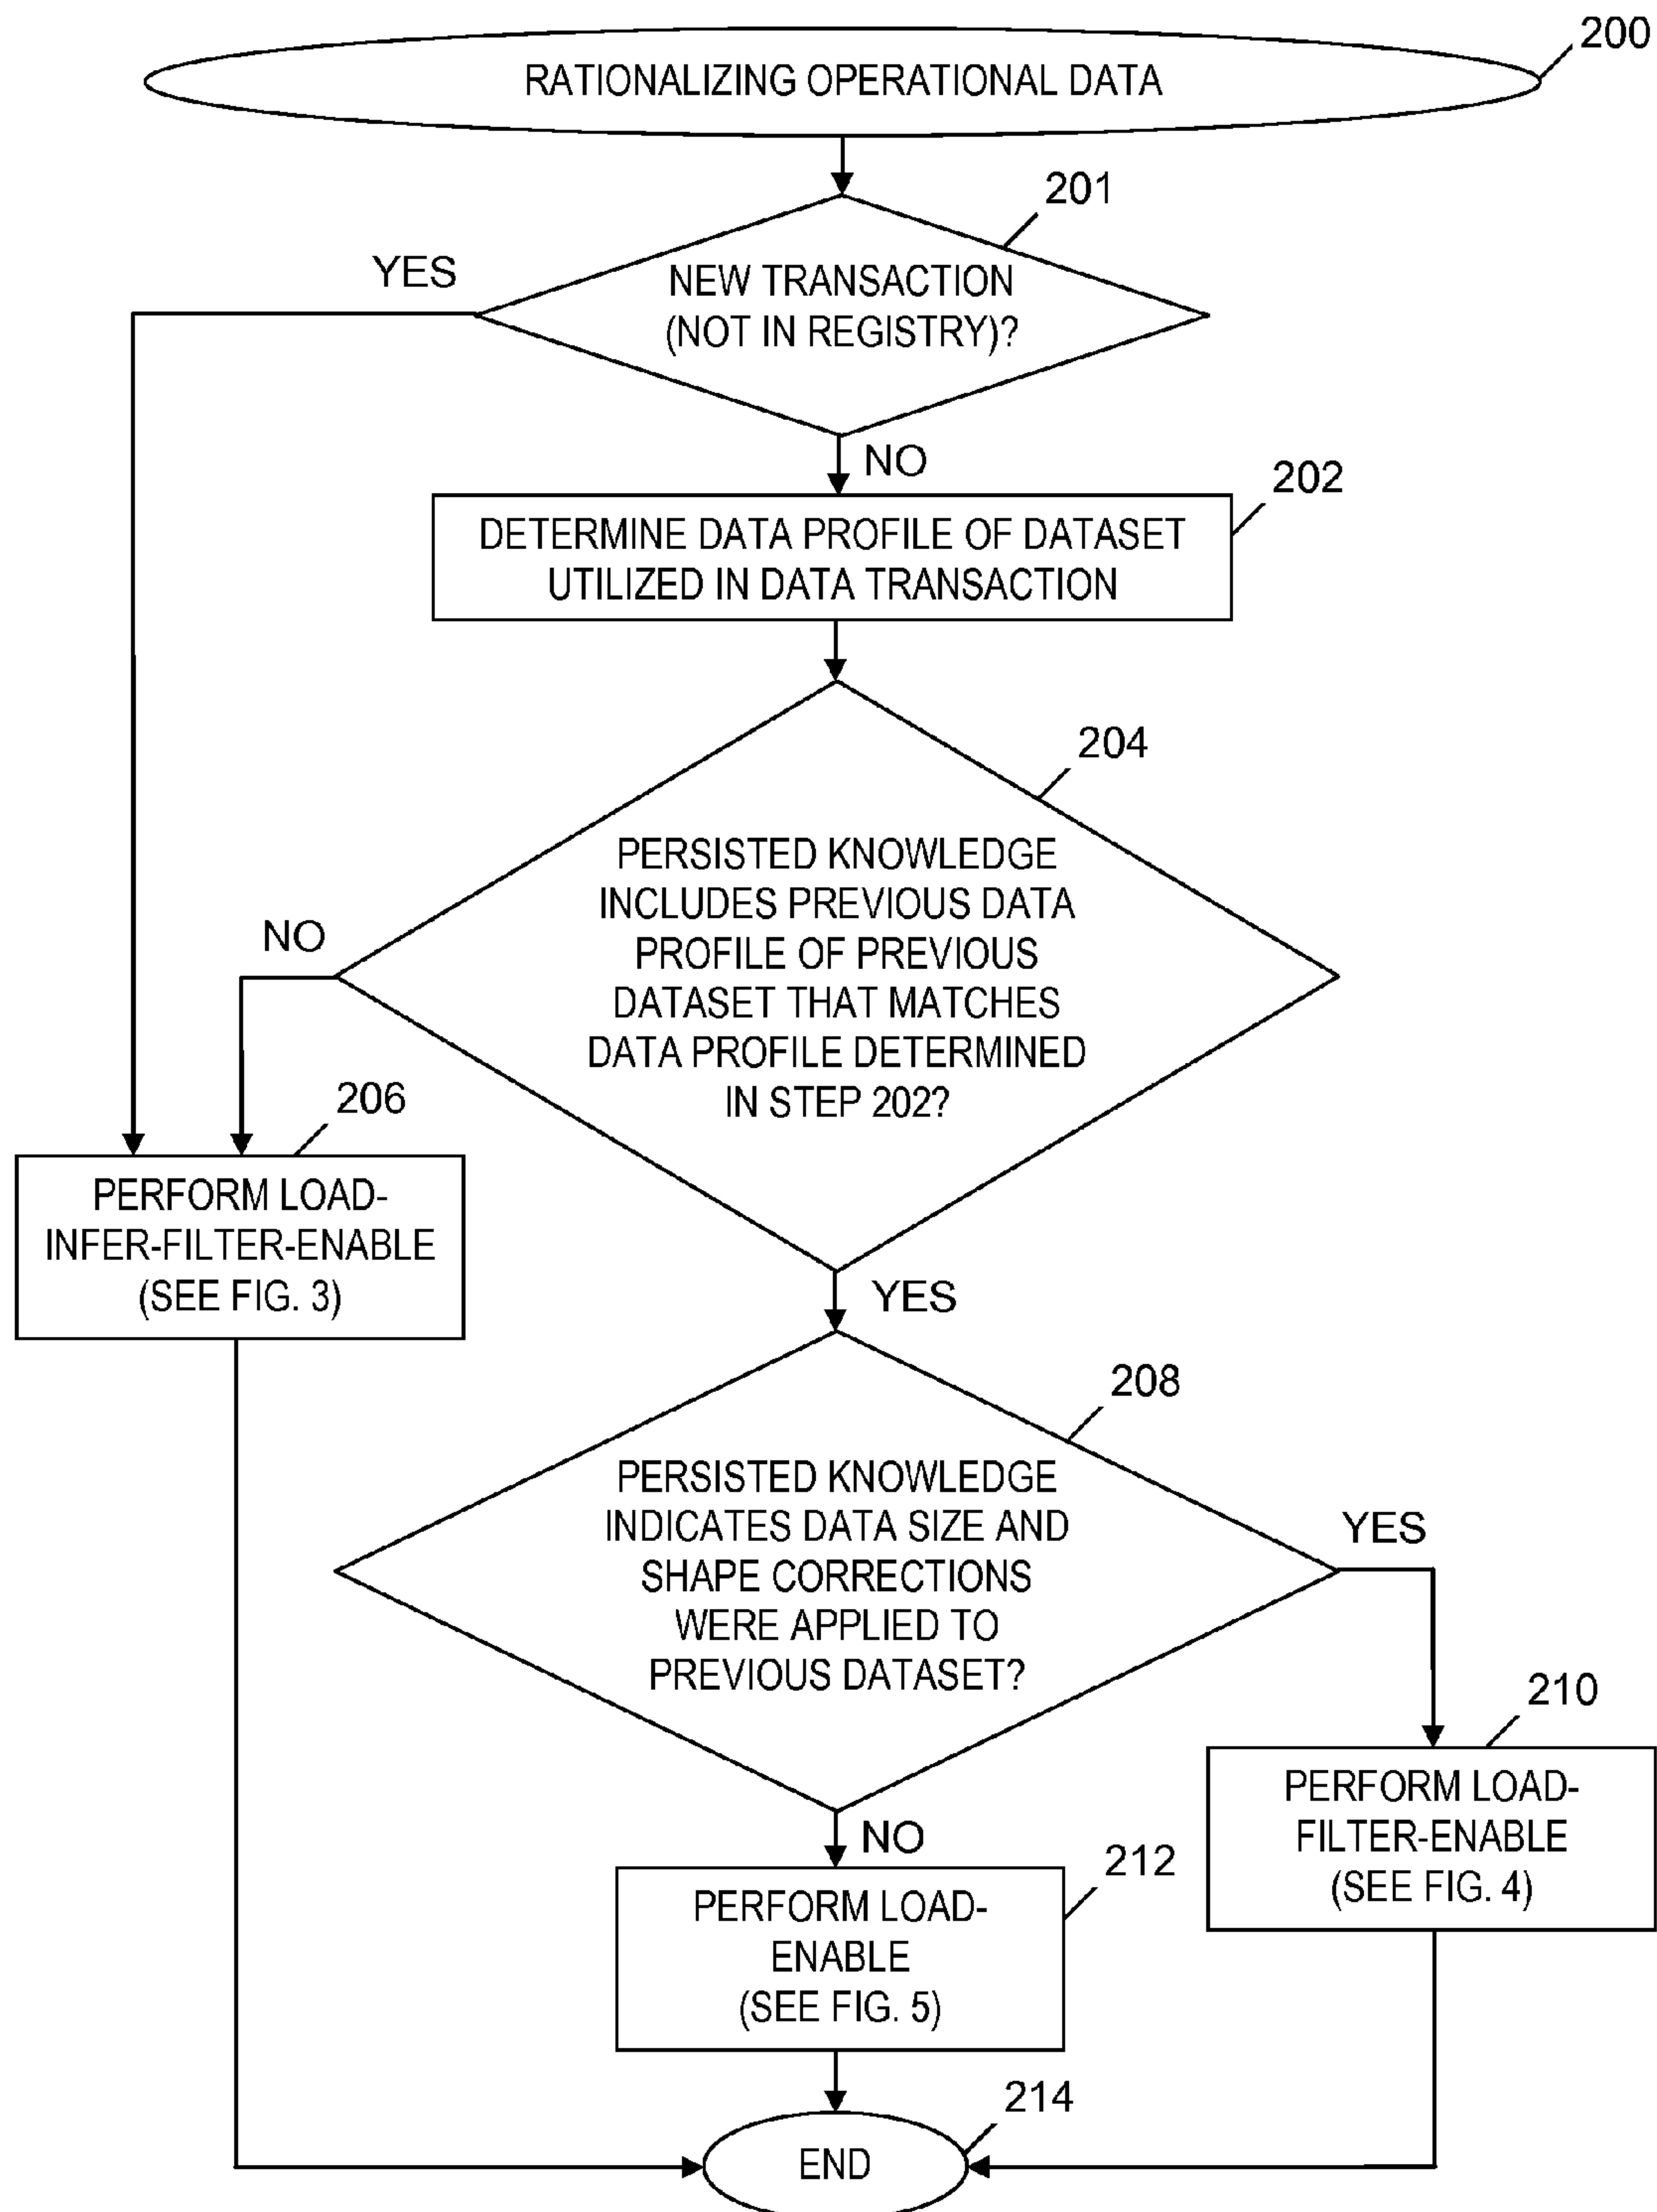 200
RATIONALIZING OPERATIONAL DATA
201
YES
NEW TRANSACTION
(NOT IN REGISTRY)?
NO
202
DETERMINE DATA PROFILE OF DATASET
UTILIZED IN DATA TRANSACTION
204
PERSISTED KNOWLEDGE
INCLUDES PREVIOUS DATA
PROFILE OF PREVIOUS
DATASET THAT MATCHES
DATA PROFILE DETERMINED
IN STEP 202?
NO
206
PERFORM LOAD-
INFER-FILTER-ENABLE
(SEE FIG. 3)
YES
208
PERSISTED KNOWLEDGE
INDICATES DATA SIZE AND
SHAPE CORRECTIONS
WERE APPLIED TO
PREVIOUS DATASET?
YES
210
PERFORM LOAD-
FILTER-ENABLE
(SEE FIG. 4)
NO
212
PERFORM LOAD-
ENABLE
(SEE FIG. 5)
214
END